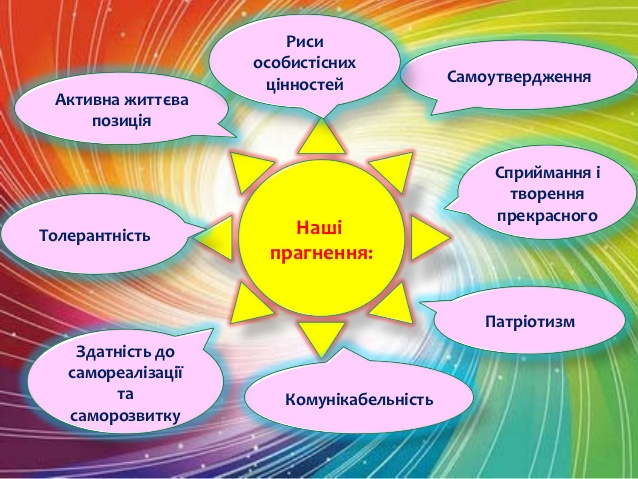 Риси
особистісних
цінностей
Самоутвердження
Активна життєва
позиція
Сприймання і
творення
прекрасного
Толерантність
Наші
прагнення:
Патріотизм
Здатність до
самореалізації
та
саморозвитку
Комунікабельність